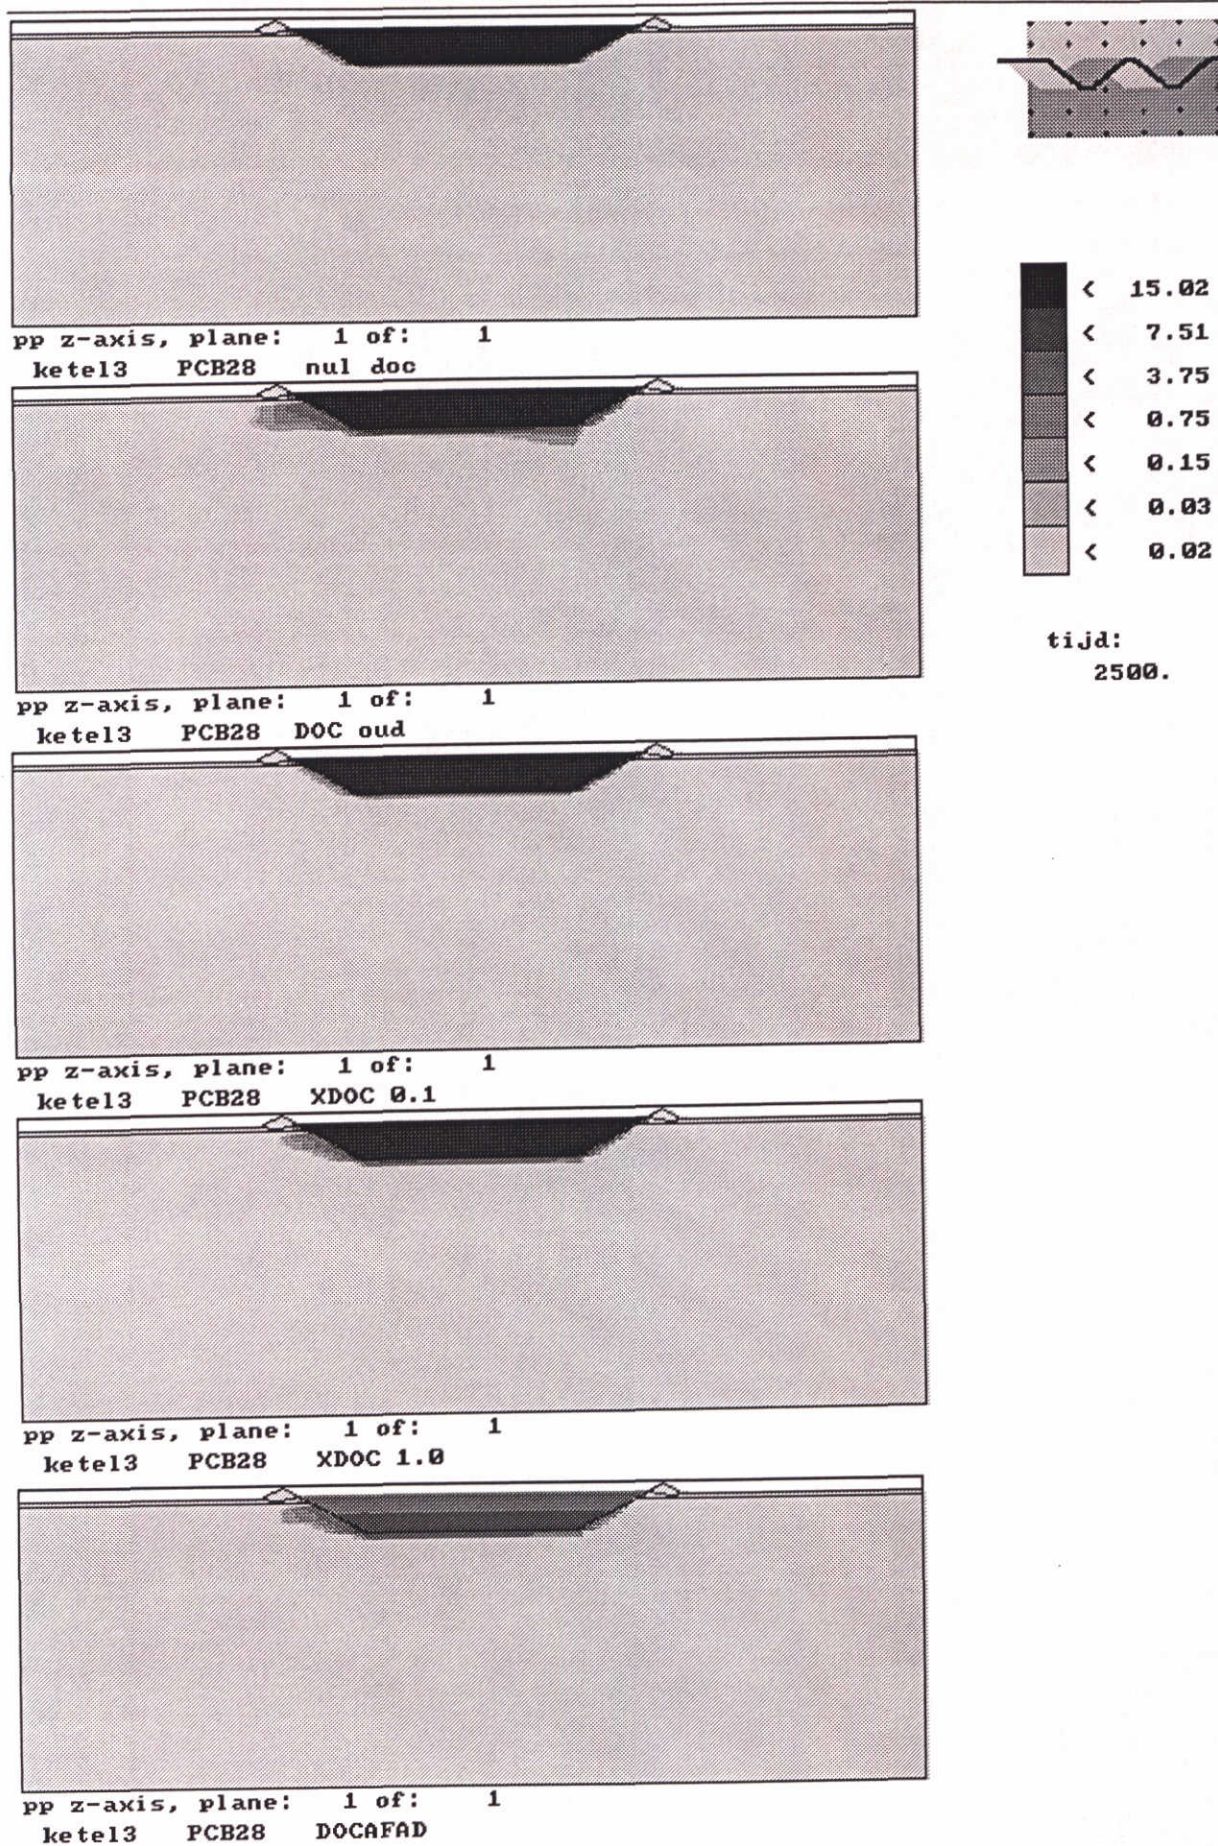 pp z-axis, plane: 1 of: 1
ketel3 PCB28 nul doc
pp z-axis, plane: 1 of: 1
ketel3 PCB28 DOC oud
pp z-axis, plane: 1 of: 1
ketel3 PCB28 XDOC 0.1
pp z-axis, plane: 1 of: 1
ketel3 PCB28 XDOC 1.0
pp z-axis, plane: 1 of: 1
ketel3 PCB28 DOCAFAD
< 15.02
< 7.51
< 3.75
< 0.75
< 0.15
< 0.03
< 0.02
tijd:
2500.